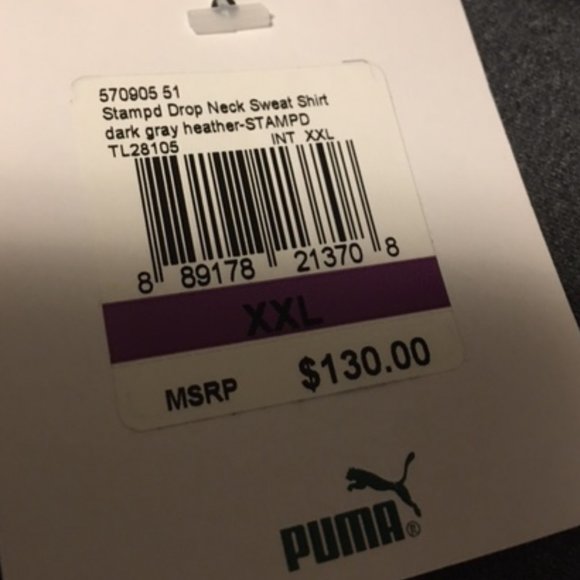 570905 51
Stampd Drop Neck Sweat Shirt
dark gray heather-STAMPD
TL28105 INT XXL
8 89178 21370 8
XXL
MSRP $130.00
PUMA®